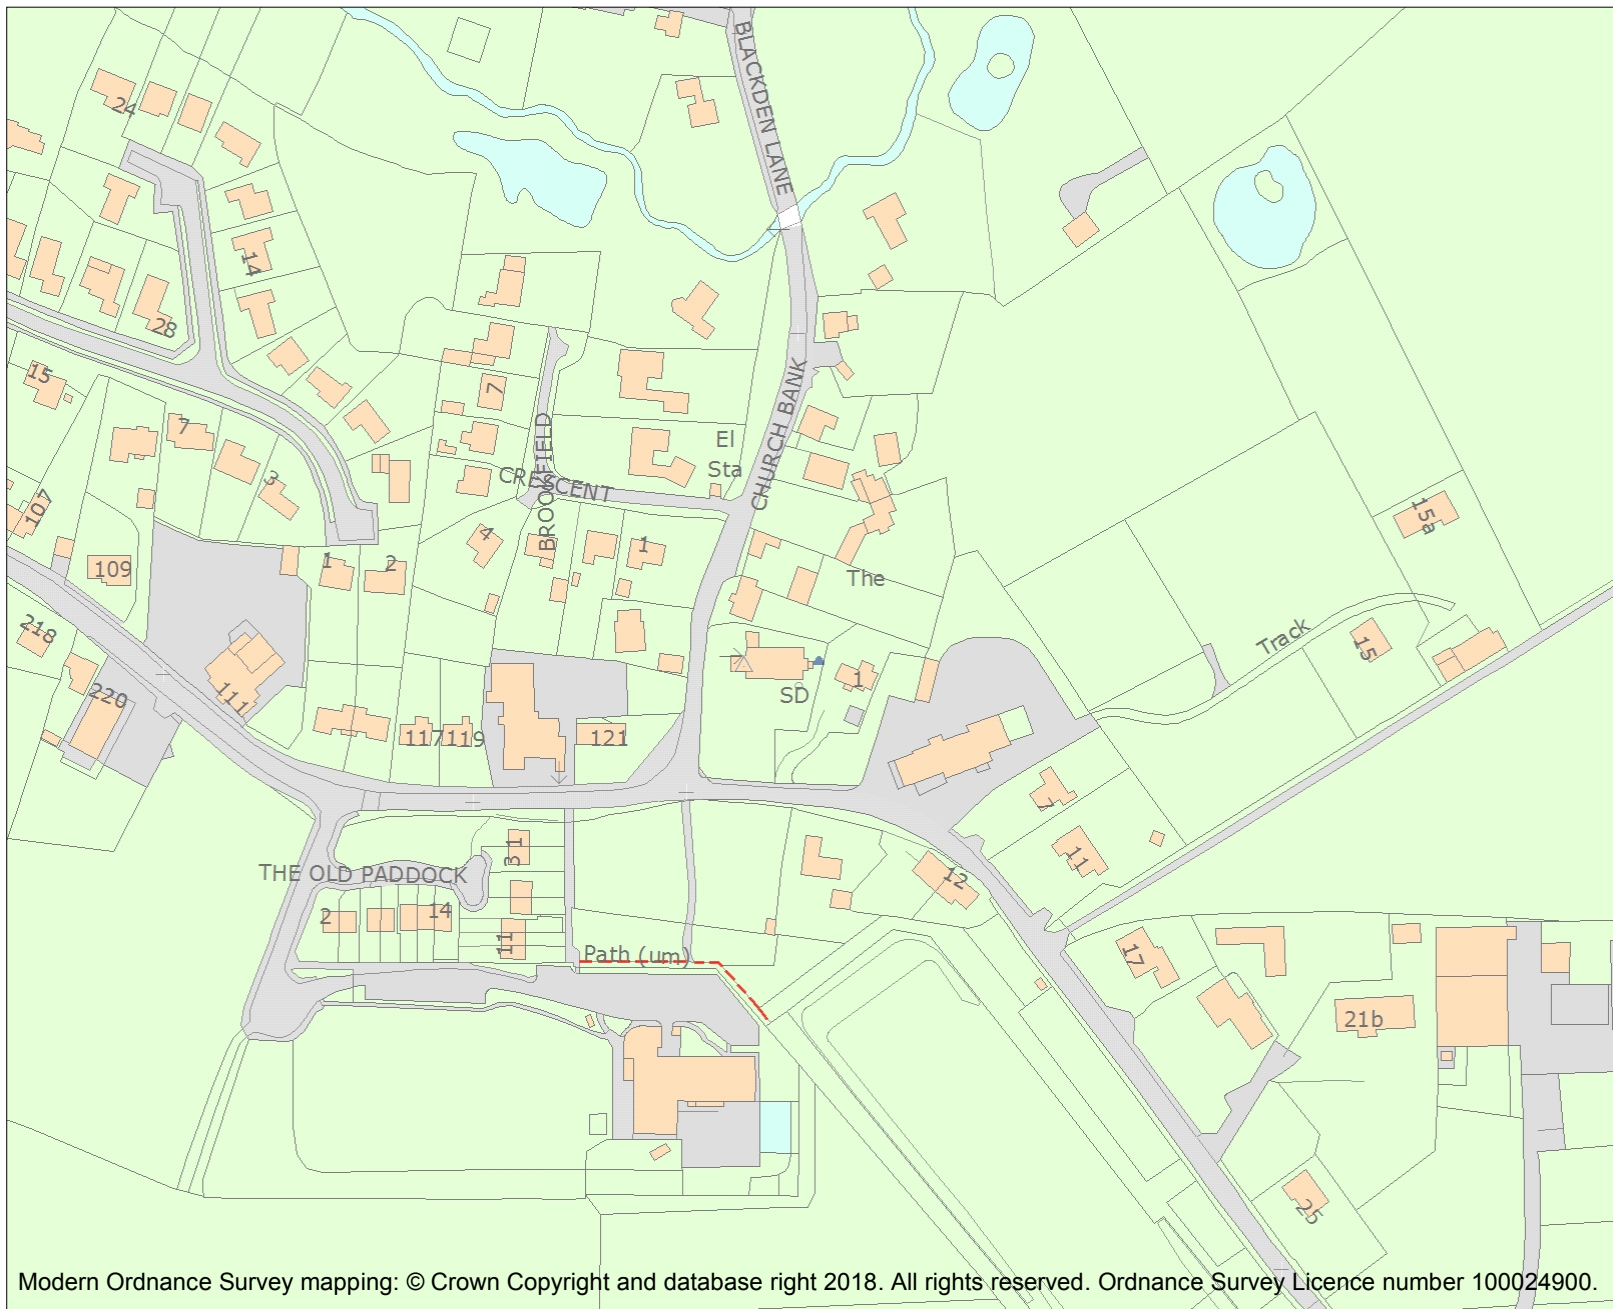 BLACKDEN LANE
24
14
28
15
7
7
El
Sta
CHURCH BANK
3
CRESCENT
BROOKFIELD
107
4
1
15a
109
1
2
The
218
Track
15
220
111
SD
1
117
119
121
7
3 1
11
THE OLD PADDOCK
12
2
14
11
Path (um)
17
21b
25
Modern Ordnance Survey mapping: © Crown Copyright and database right 2018. All rights reserved. Ordnance Survey Licence number 100024900.